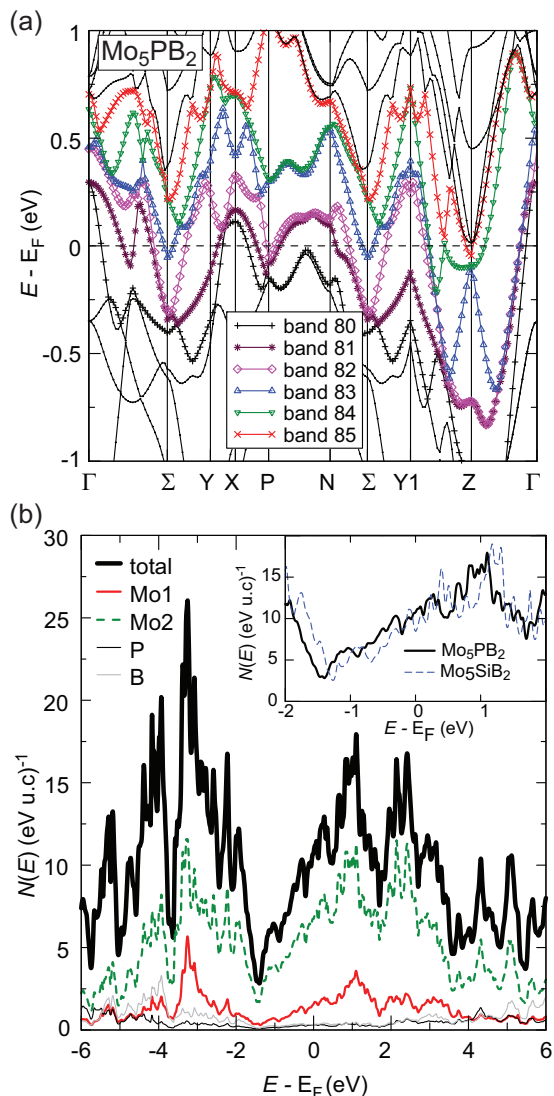 (a)
Mo5PB2
1
0.5
0
-0.5
-1
E - EF (eV)
band 80
band 81
band 82
band 83
band 84
band 85
Γ Σ Y X P N Σ Y1 Z Γ
(b)
30
25
20
15
10
5
0
N(E) (eV u.c)-1
total
Mo1
Mo2
P
B
15
10
5
0
N(E) (eV u.c)-1
Mo5PB2
Mo5SiB2
-2 -1 0 1 2
E - EF (eV)
-6 -4 -2 0 2 4 6
E - EF (eV)